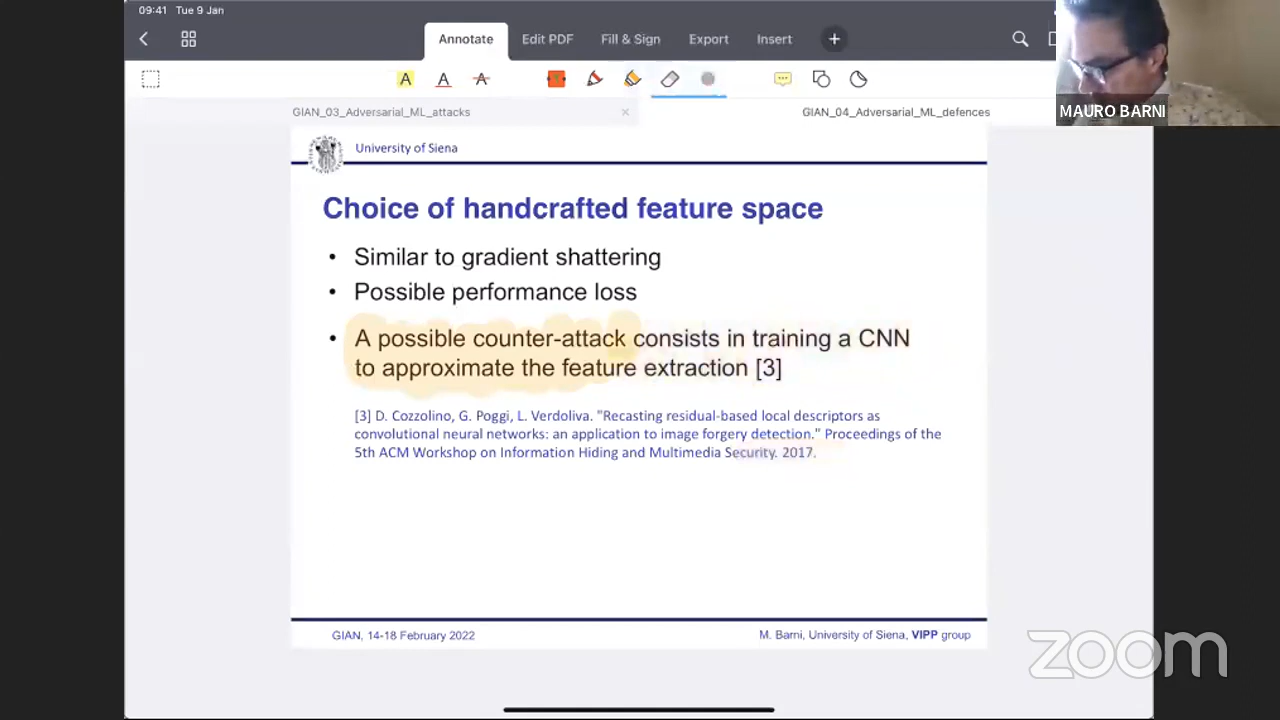 09:41 Tue 9 Jan
Annotate Edit PDF Fill & Sign Export Insert +
A A A
MAURO BARNI
GIAN_03_Adversarial_ML_attacks × GIAN_04_Adversarial_ML_defences
University of Siena
Choice of handcrafted feature space
• Similar to gradient shattering
• Possible performance loss
• A possible counter-attack consists in training a CNN
to approximate the feature extraction [3]
[3] D. Cozzolino, G. Poggi, L. Verdoliva. "Recasting residual-based local descriptors as
convolutional neural networks: an application to image forgery detection." Proceedings of the
5th ACM Workshop on Information Hiding and Multimedia Security. 2017.
GIAN, 14-18 February 2022 M. Barni, University of Siena, VIPP group
zoom